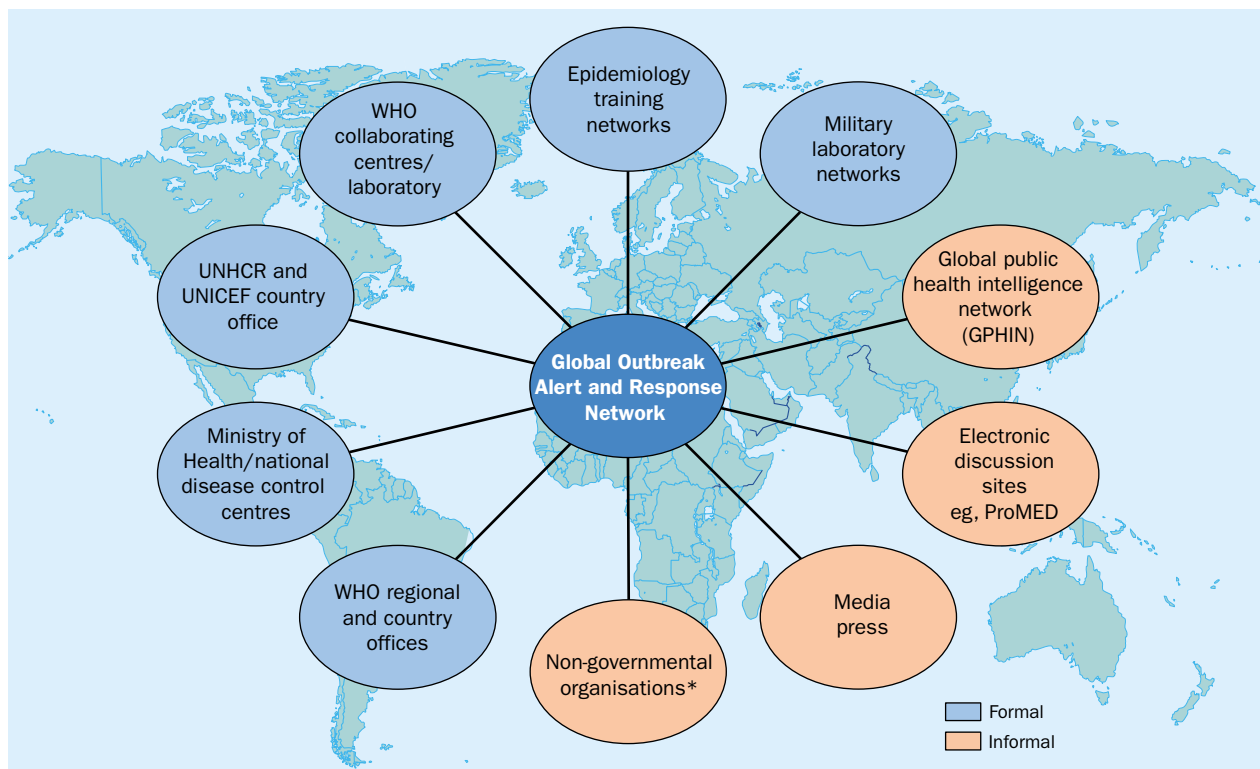 Epidemiology
training
networks
WHO
collaborating
centres/
laboratory
Military
laboratory
networks
UNHCR and
UNICEF country
office
Global public
health intelligence
network
(GPHIN)
Global Outbreak
Alert and Response
Network
Ministry of
Health/national
disease control
centres
Electronic
discussion
sites
eg, ProMED
WHO regional
and country
offices
Media
press
Non-governmental
organisations*
Formal
Informal